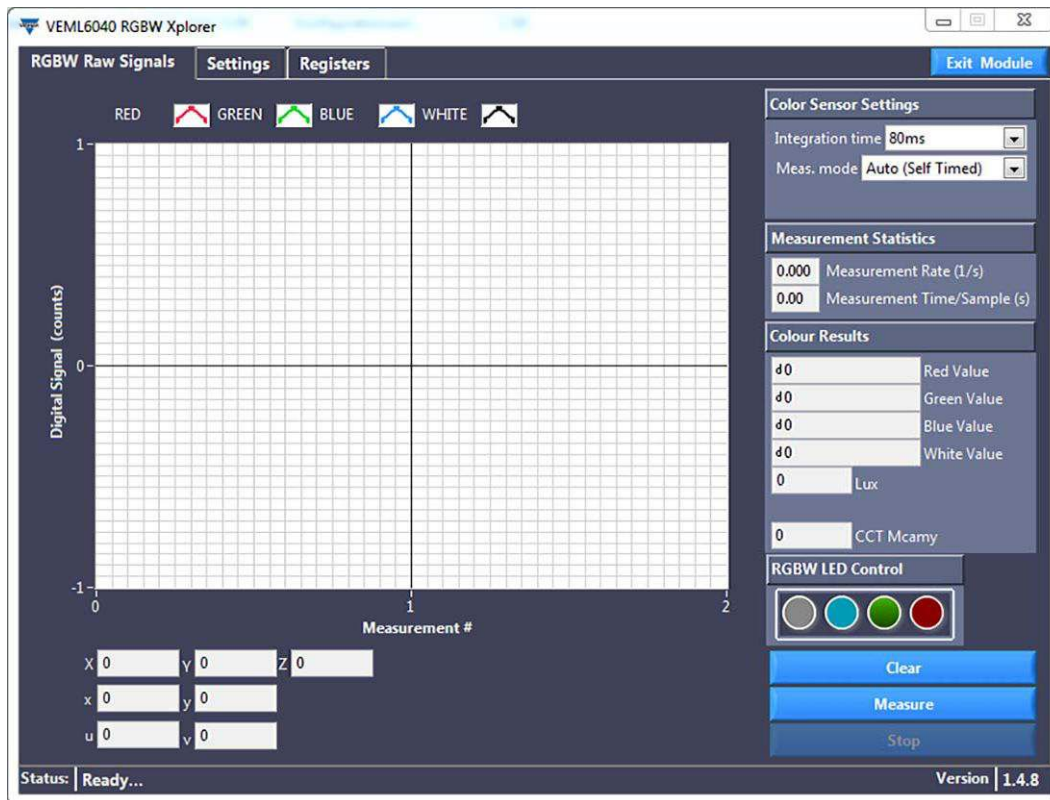 VEML6040 RGBW Xplorer
RGBW Raw Signals Settings Registers Exit Module
RED GREEN BLUE WHITE
1
0
-1
Digital Signal (counts)
0 1 2
Measurement #
X 0 Y 0 Z 0
x 0 y 0
u 0 v 0
Color Sensor Settings
Integration time 80ms
Meas. mode Auto (Self Timed)
Measurement Statistics
0.000 Measurement Rate (1/s)
0.00 Measurement Time/Sample (s)
Colour Results
d 0 Red Value
d 0 Green Value
d 0 Blue Value
d 0 White Value
0 Lux
0 CCT Mcamy
RGBW LED Control
Clear
Measure
Stop
Status: Ready... Version 1.4.8